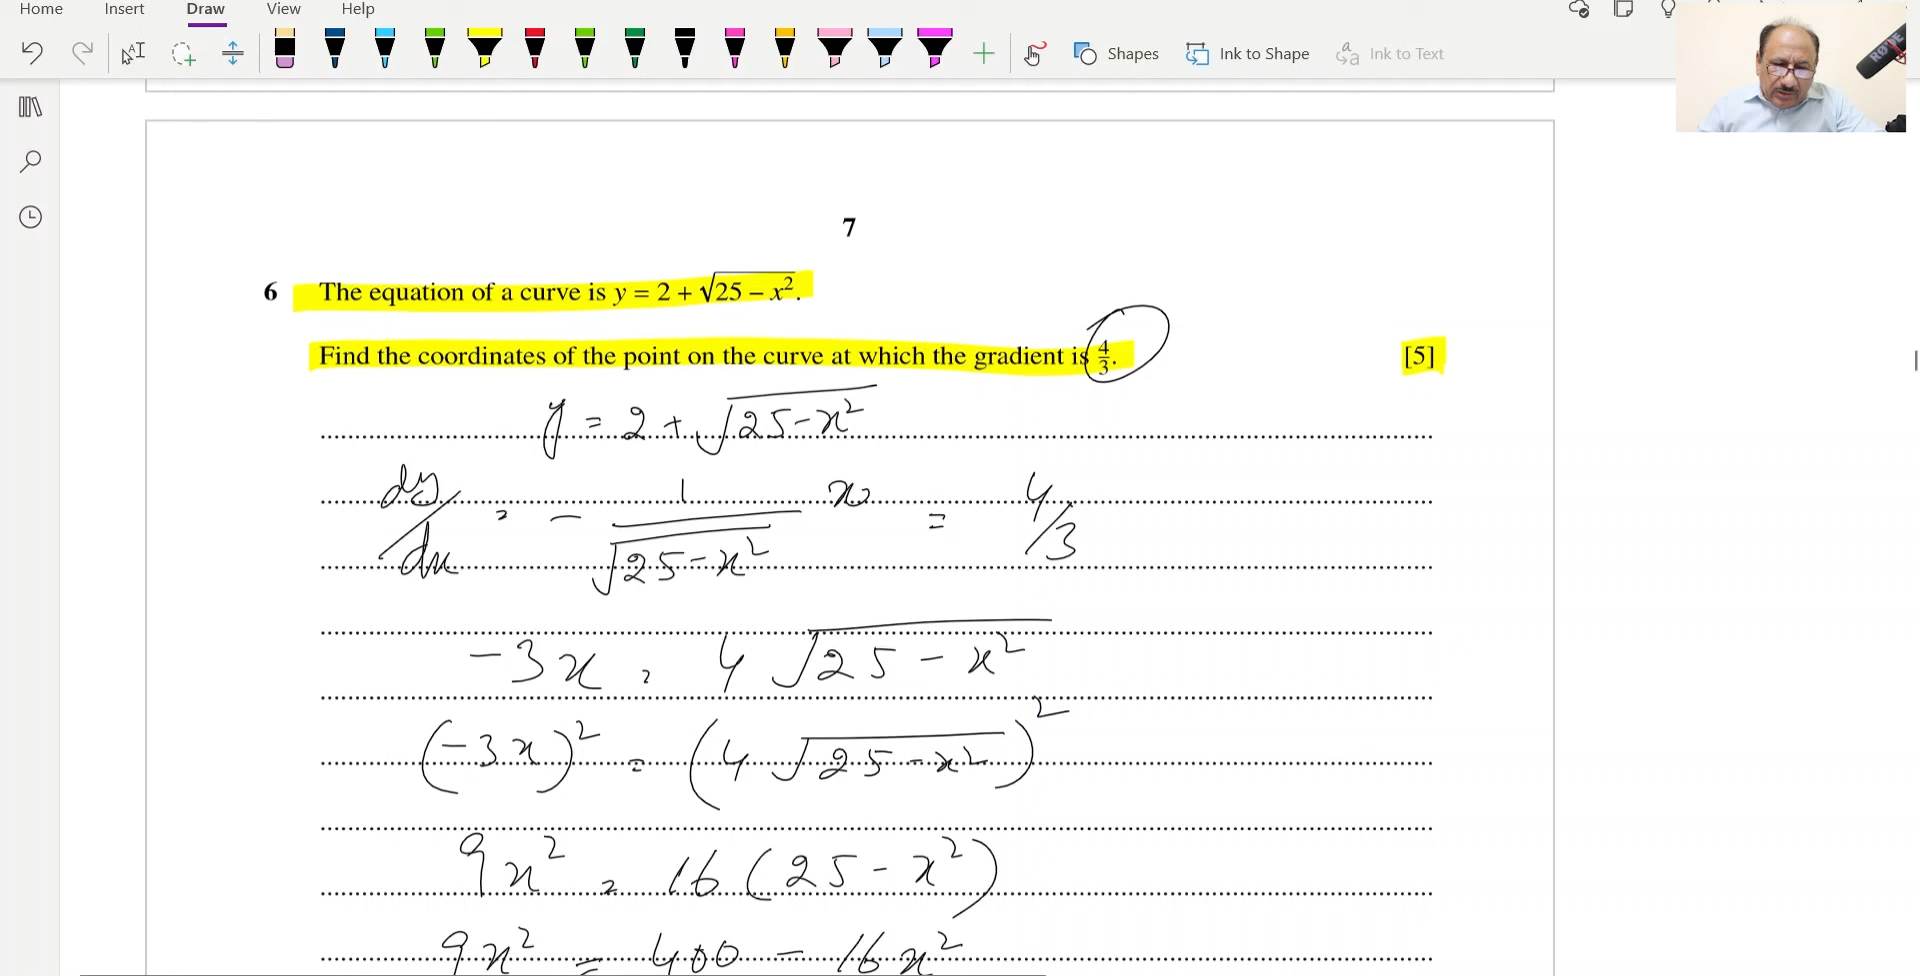 Home Insert Draw View Help
Shapes Ink to Shape Ink to Text
RØDE
7
6 The equation of a curve is y = 2 + √(25 − x²).
Find the coordinates of the point on the curve at which the gradient is 4/3. [5]
y = 2 + √(25 − x²)
dy/dx = − 1/√(25 − x²) x = 4/3
−3x = 4 √(25 − x²)
(−3x)² = (4 √(25 − x²))²
9x² = 16 (25 − x²)
9x² = 400 − 16x²